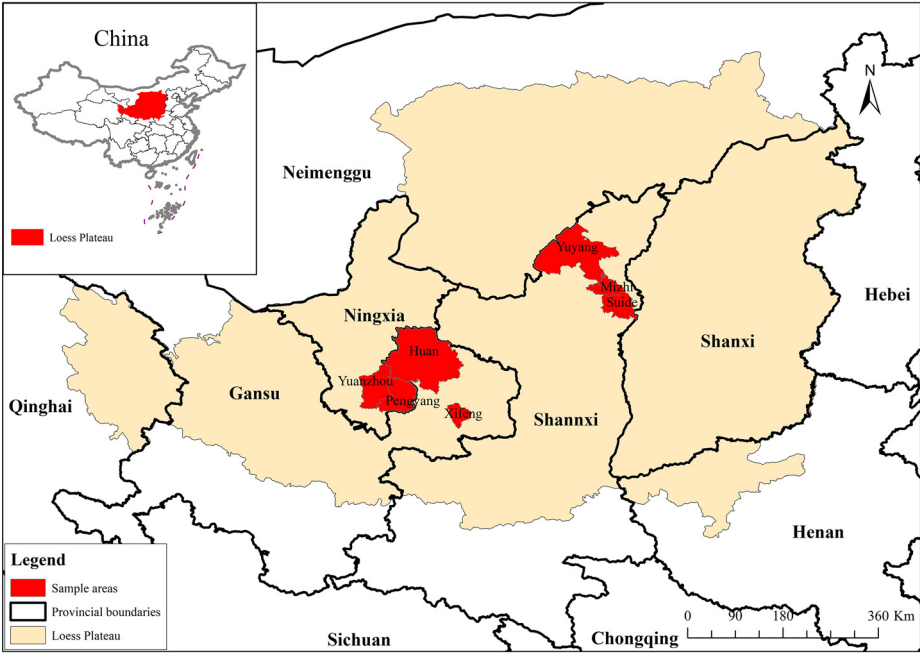 China
Loess Plateau
N
Neimenggu
Yuyang
Mizhi
Suide
Hebei
Ningxia
Shanxi
Huan
Yuanzhou
Gansu
Pengyang
Qinghai
Xifeng
Shannxi
Henan
Legend
Sample areas
Provincial boundaries
Loess Plateau
0 90 180 360 Km
Sichuan
Chongqing